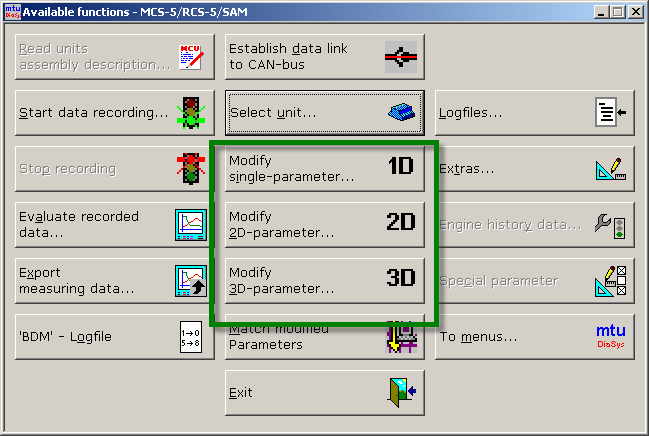 mtu
DiaSys
Available functions - MCS-5/RCS-5/SAM
Read units
assembly description...
MCU
Establish data link
to CAN-bus
Start data recording...
Select unit...
Logfiles...
Stop recording
Modify
single-parameter...
1D
Extras...
Evaluate recorded
data...
Modify
2D-parameter...
2D
Engine history data...
Export
measuring data...
Modify
3D-parameter...
3D
Special parameter
'BDM' - Logfile
1→0
5→8
Match modified
Parameters
To menus...
mtu
DiaSys
Exit